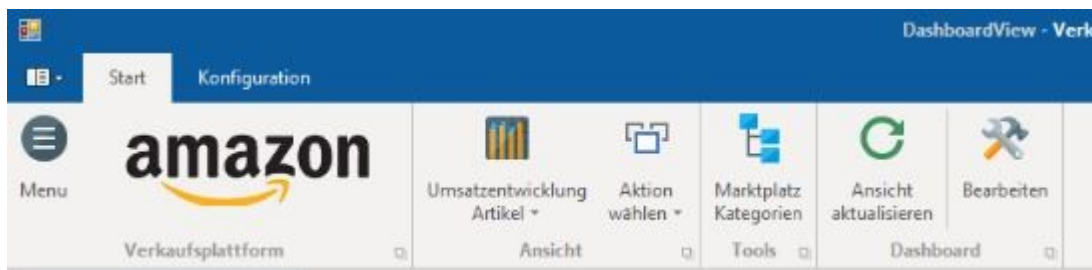 DashboardView - Verk
Start Konfiguration
amazon
Menu
Umsatzentwicklung
Artikel
Aktion
wählen
Marktplatz
Kategorien
Ansicht
aktualisieren
Bearbeiten
Verkaufsplattform Ansicht Tools Dashboard